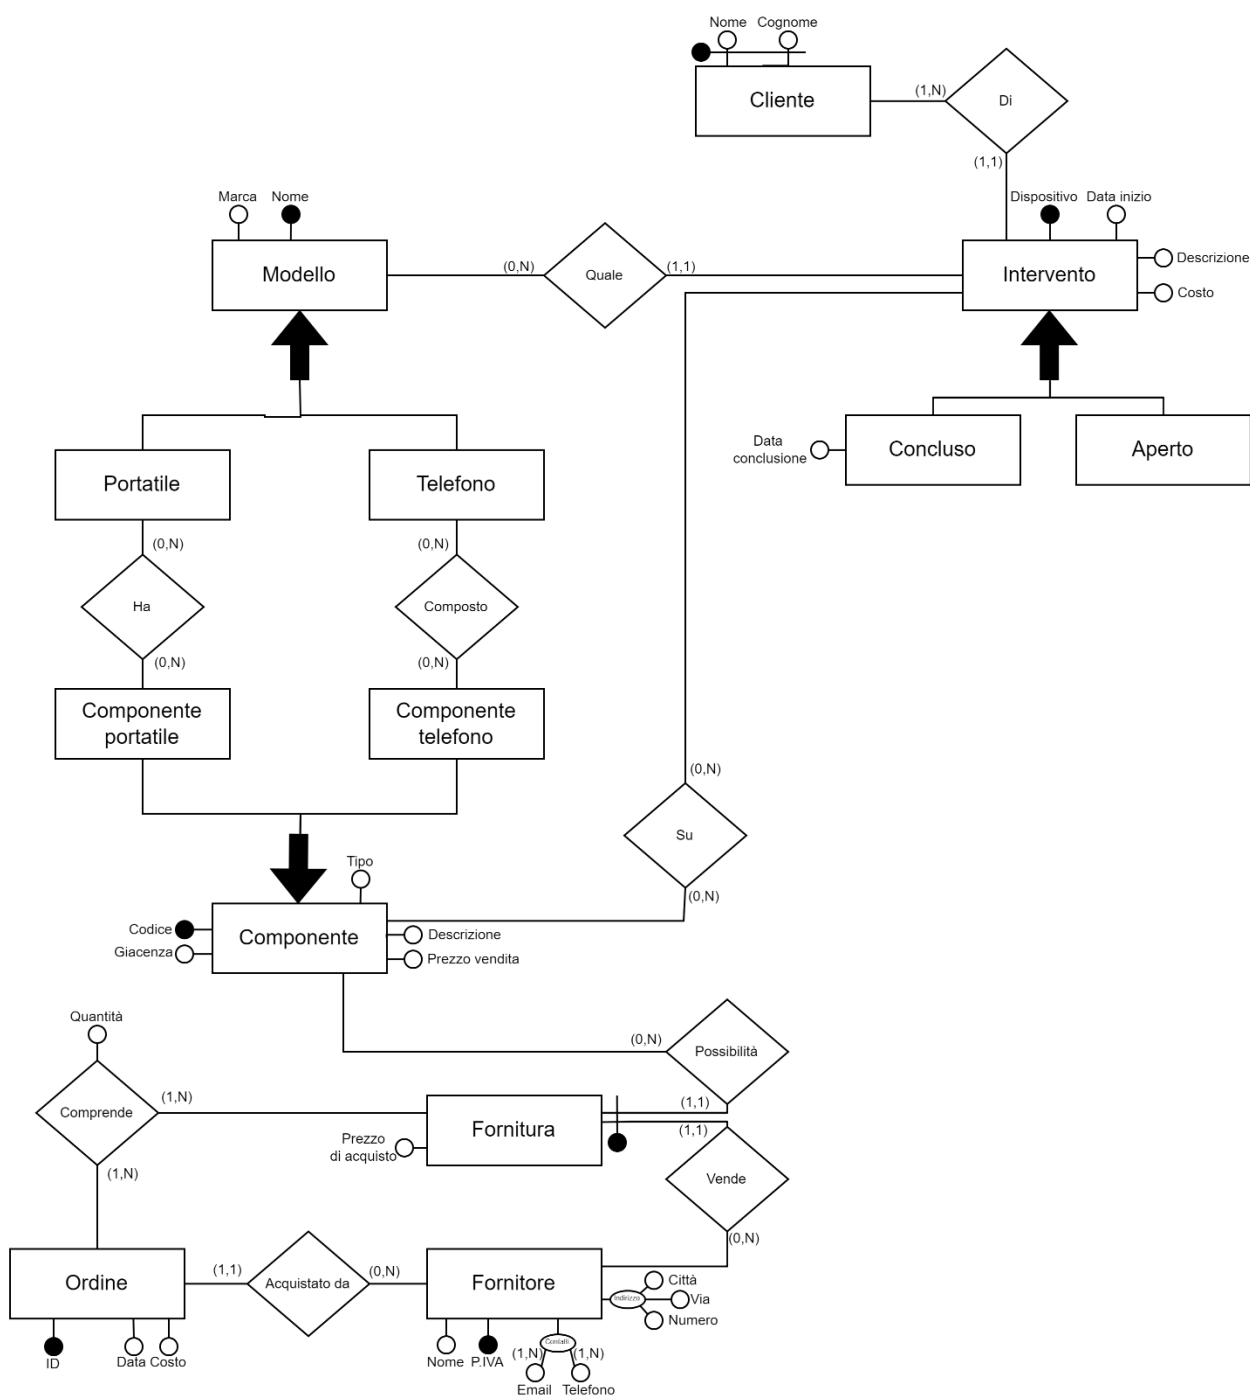 Nome Cognome
Cliente
(1,N)
Di
(1,1)
Marca Nome
Dispositivo Data inizio
Modello
(0,N)
Quale
(1,1)
Intervento
Descrizione
Costo
Data
conclusione
Concluso
Aperto
Portatile
Telefono
(0,N)
(0,N)
Ha
Composto
(0,N)
(0,N)
Componente
portatile
Componente
telefono
(0,N)
Su
(0,N)
Tipo
Codice
Giacenza
Componente
Descrizione
Prezzo vendita
Quantità
(0,N)
Possibilità
Comprende
(1,N)
(1,1)
Fornitura
(1,1)
Prezzo
di acquisto
(1,N)
Vende
(0,N)
Ordine
(1,1)
Acquistato da
(0,N)
Fornitore
Indirizzo
Città
Via
Numero
ID
Data Costo
Nome
P.IVA
Contatti
(1,N)
(1,N)
Email
Telefono